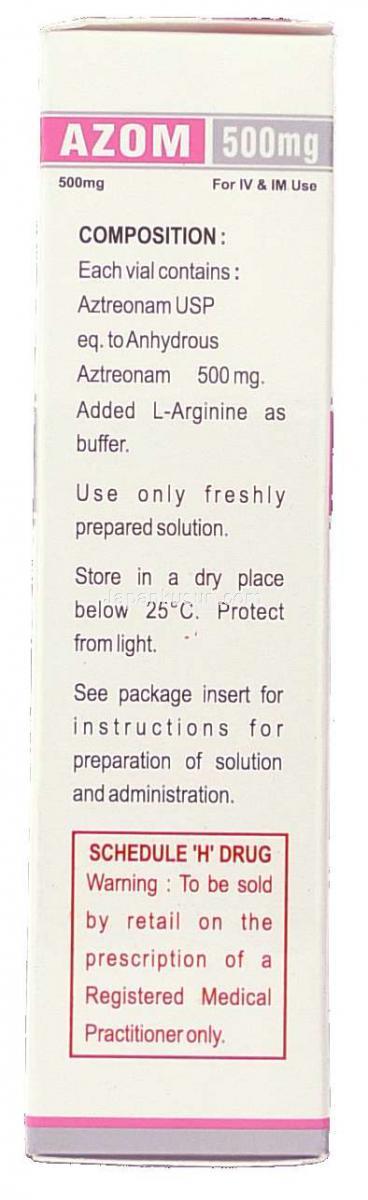 AZOM 500mg
500mg For IV & IM Use
COMPOSITION :
Each vial contains :
Aztreonam USP
eq. to Anhydrous
Aztreonam 500 mg.
Added L-Arginine as
buffer.
Use only freshly
prepared solution.
Store in a dry place
below 25°C. Protect
from light.
See package insert for
instructions for
preparation of solution
and administration.
SCHEDULE 'H' DRUG
Warning : To be sold
by retail on the
prescription of a
Registered Medical
Practitioner only.